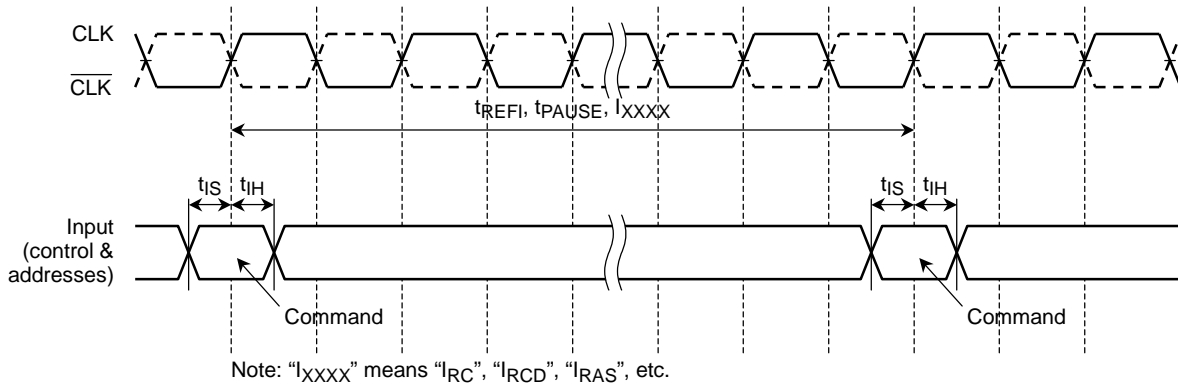 CLK
CLK
tREFI, tPAUSE, IXXXX
tIS tIH tIS tIH
Input
(control &
addresses)
Command Command
Note: “IXXXX” means “IRC”, “IRCD”, “IRAS”, etc.